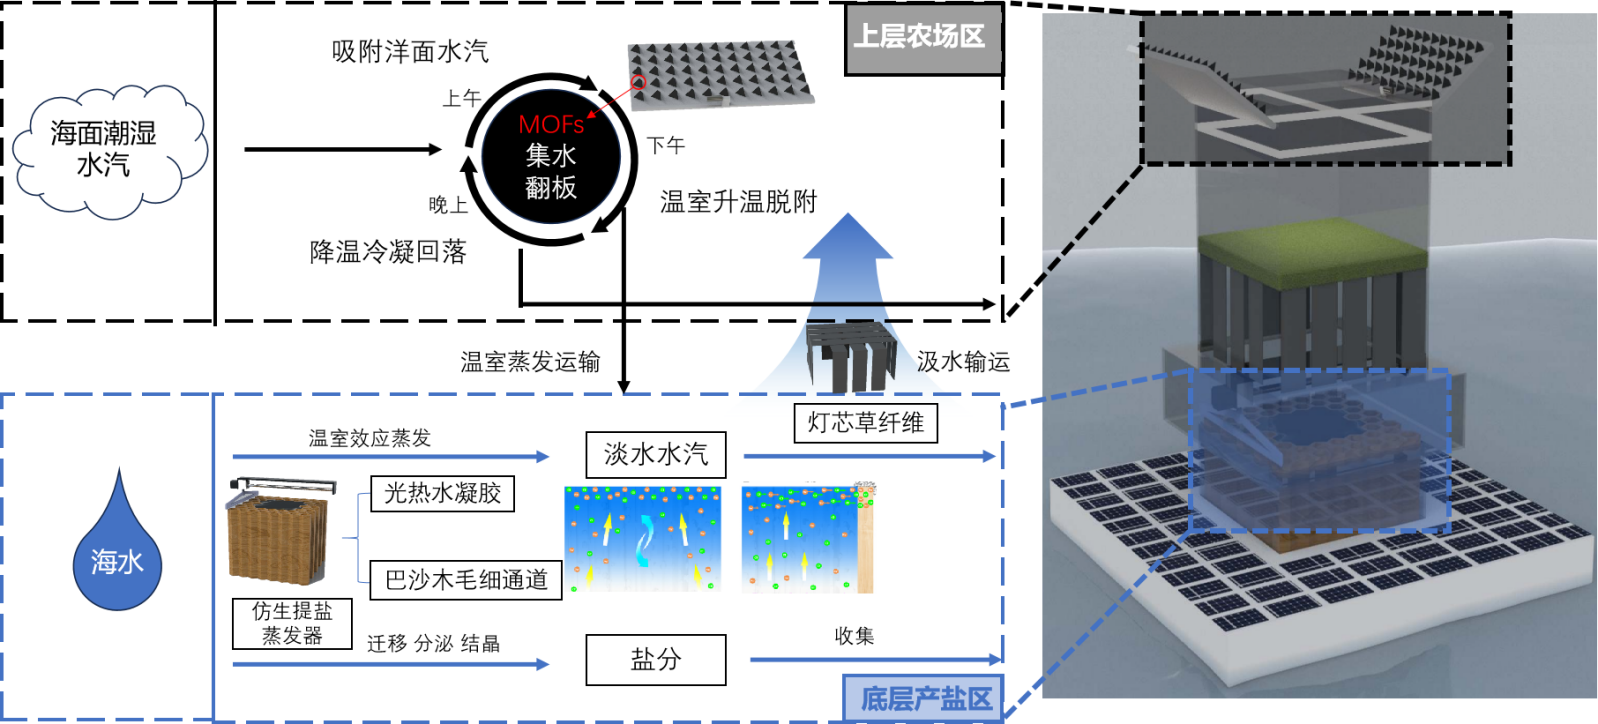 上层农场区
吸附洋面水汽
上午
海面潮湿
水汽
MOFs
集水
翻板
下午
晚上
温室升温脱附
降温冷凝回落
温室蒸发运输
汲水输运
灯芯草纤维
温室效应蒸发
淡水水汽
光热水凝胶
海水
巴沙木毛细通道
仿生提盐
蒸发器
迁移 分泌 结晶
盐分
收集
底层产盐区